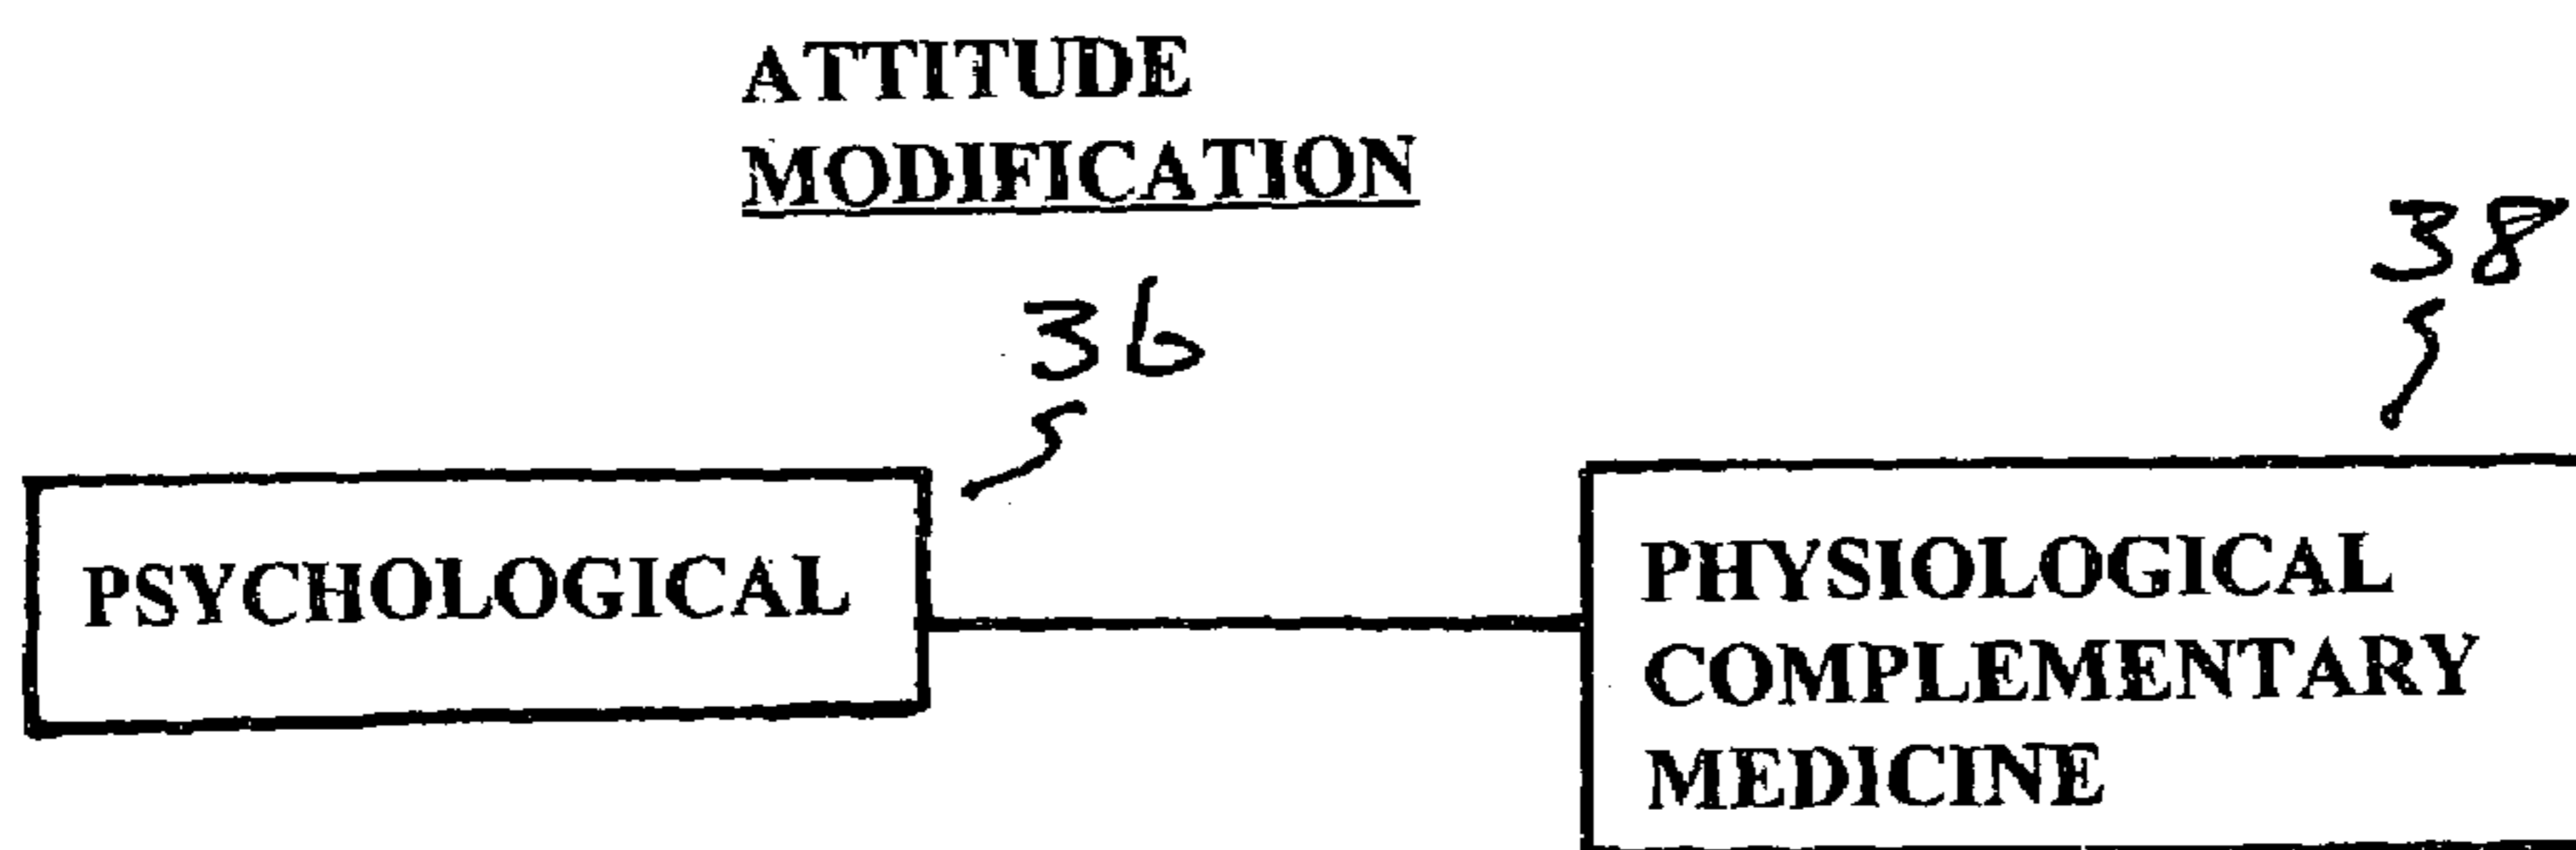 ATTITUDE
MODIFICATION
36
38
PSYCHOLOGICAL
PHYSIOLOGICAL
COMPLEMENTARY
MEDICINE